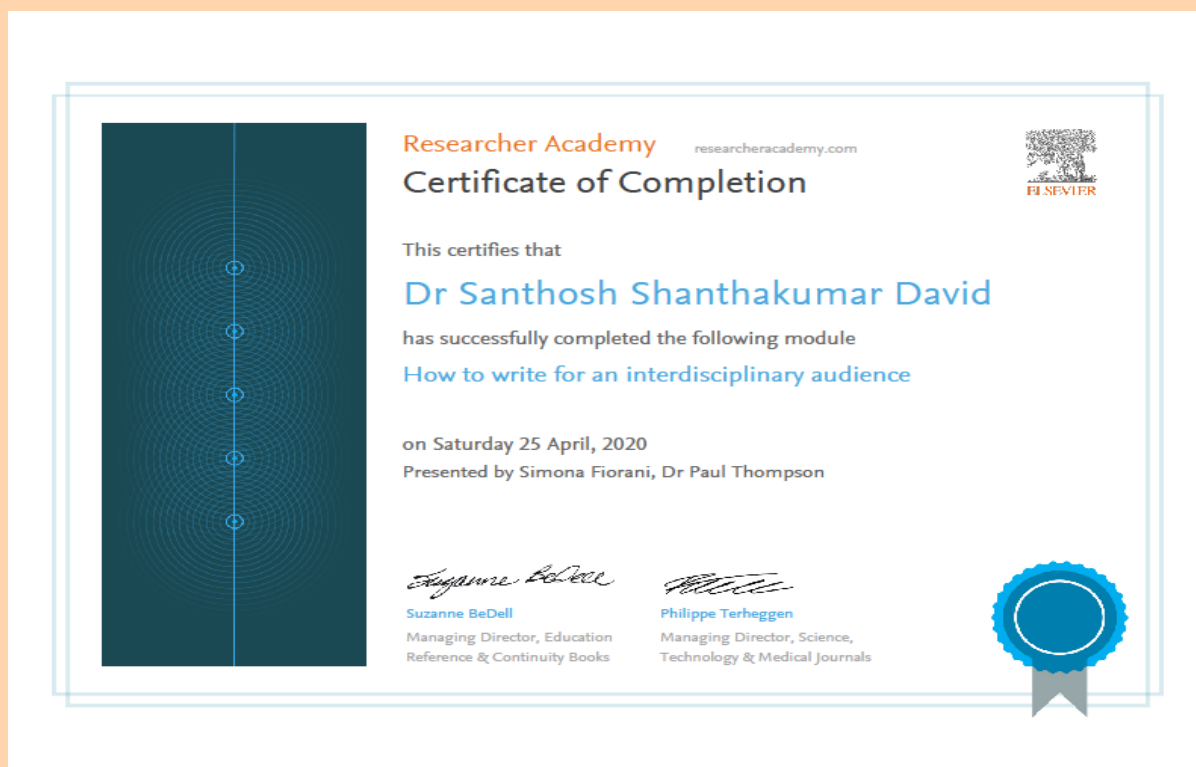 Researcher Academy researcheracademy.com
Certificate of Completion
ELSEVIER
This certifies that
Dr Santhosh Shanthakumar David
has successfully completed the following module
How to write for an interdisciplinary audience
on Saturday 25 April, 2020
Presented by Simona Fiorani, Dr Paul Thompson
Suzanne BeDell
Suzanne BeDell
Managing Director, Education
Reference & Continuity Books
Philippe Terheggen
Managing Director, Science,
Technology & Medical Journals